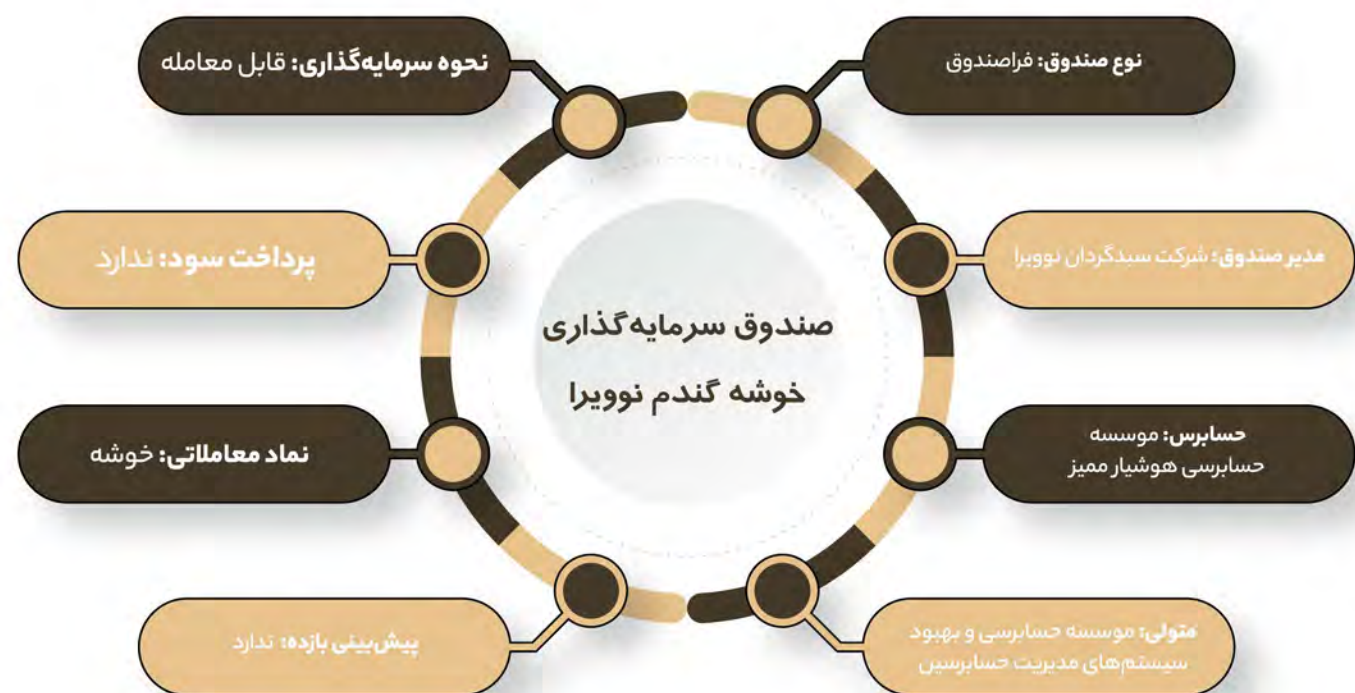 صندوق سرمایه‌گذاری
خوشه گندم نوویرا
نوع صندوق: فراصندوق
مدیر صندوق: شرکت سبدگردان نوویرا
حسابرس: موسسه
حسابرسی هوشیار ممیز
متولی: موسسه حسابرسی و بهبود
سیستم‌های مدیریت حسابرسین
نحوه سرمایه‌گذاری: قابل معامله
پرداخت سود: ندارد
نماد معاملاتی: خوشه
پیش‌بینی بازده: ندارد